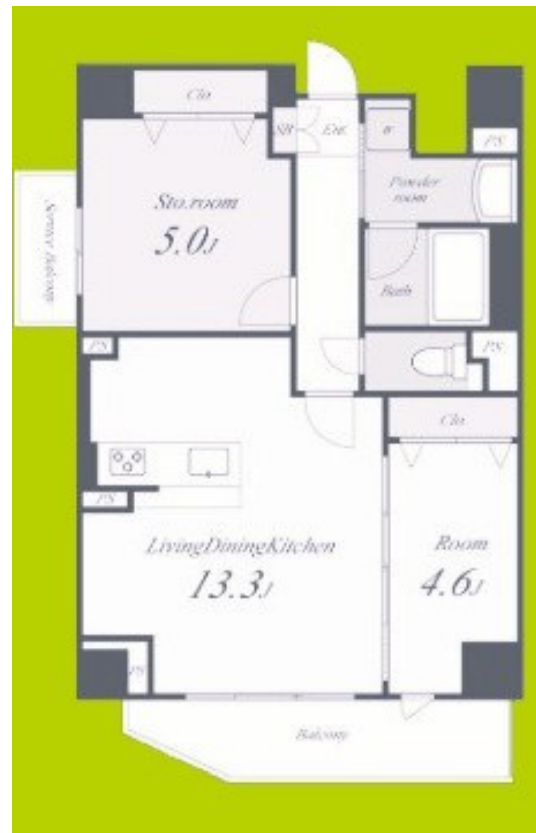 Clo
SB
Ent.
W
PS
Sto.room
5.0J
Powder
room
Service Balcony
Bath
PS
PS
Clo
PS
LivingDiningKitchen
13.3J
Room
4.6J
PS
Balcony